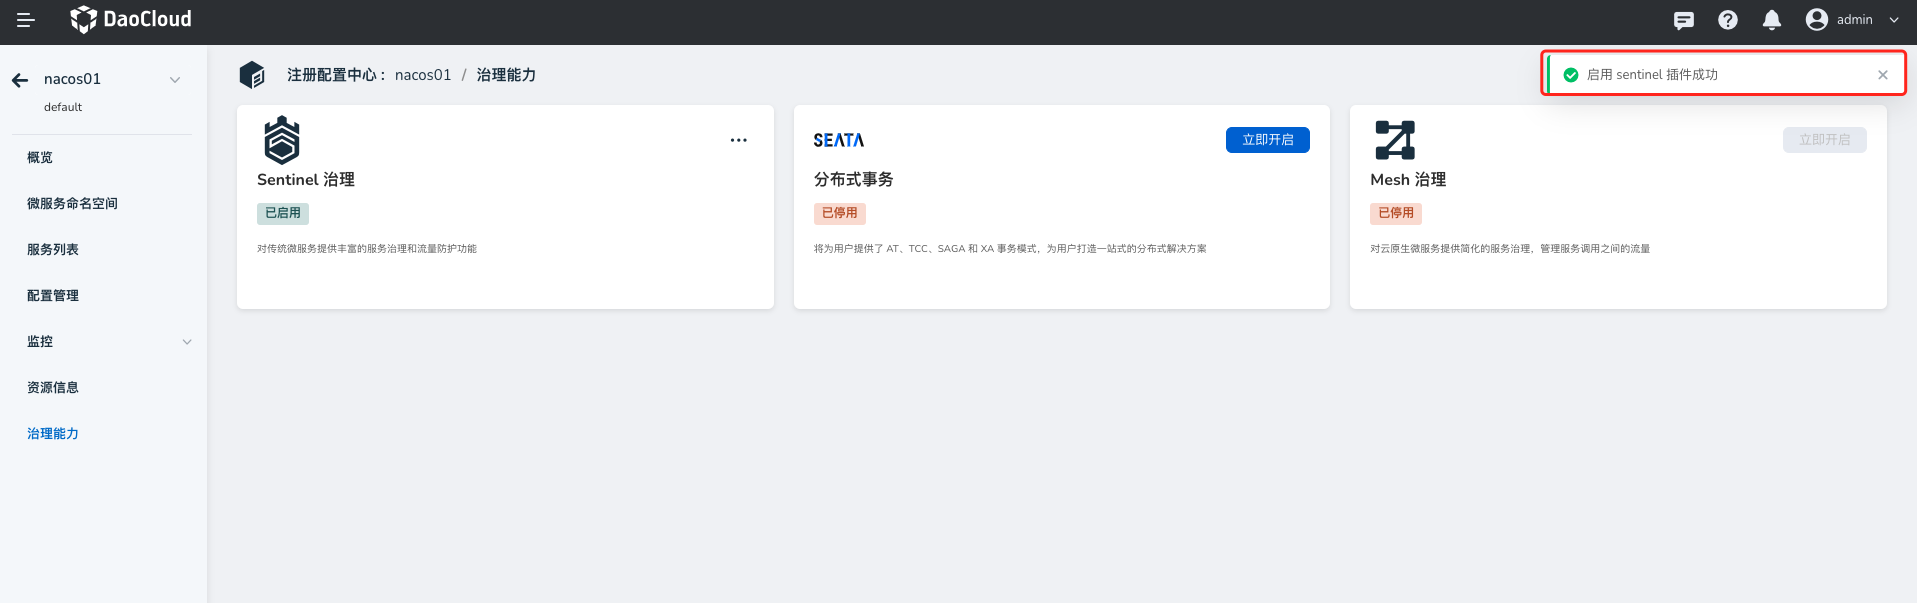 DaoCloud
admin
nacos01
default
概览
微服务命名空间
服务列表
配置管理
监控
资源信息
治理能力
注册配置中心： nacos01 / 治理能力
启用 sentinel 插件成功
Sentinel 治理
已启用
对传统微服务提供丰富的服务治理和流量防护功能
SEATA
立即开启
分布式事务
已停用
将为用户提供了 AT、TCC、SAGA 和 XA 事务模式，为用户打造一站式的分布式解决方案
立即开启
Mesh 治理
已停用
对云原生微服务提供简化的服务治理，管理服务调用之间的流量